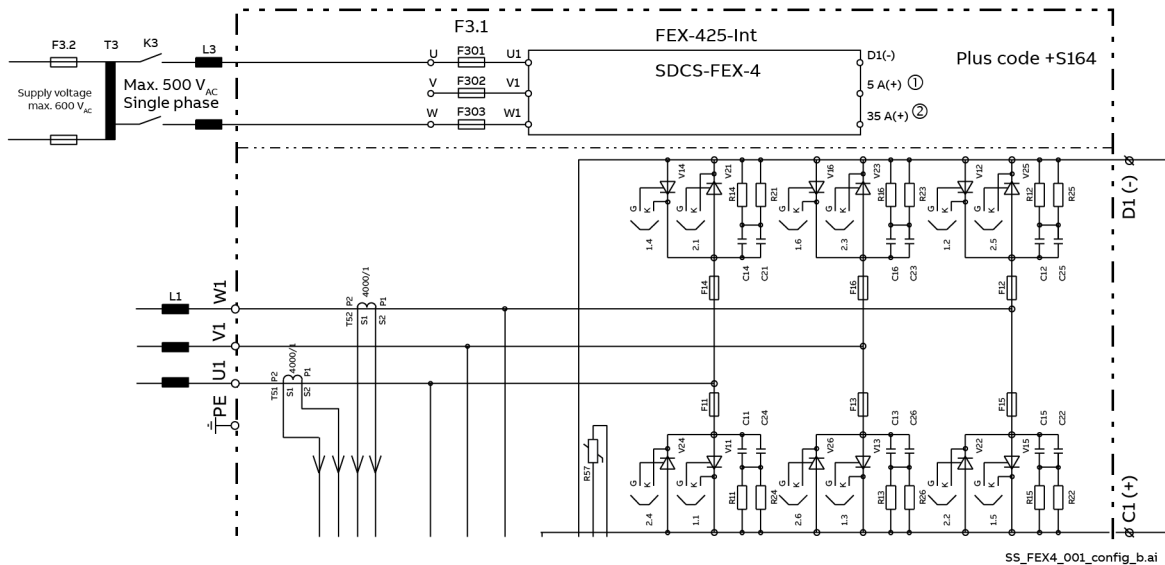 F3.1
F3.2 T3 K3 L3
U F301 U1
V F302 V1
W F303 W1
FEX-425-Int
SDCS-FEX-4
D1(-)
5 A(+) ①
35 A(+) ②
Plus code +S164
Supply voltage
max. 600 VAC
Max. 500 VAC
Single phase
V14 V21 V16 V23 V12 V25
R14 R21 R16 R23 R12 R25
G K G K G K G K G K G K
1.4 2.1 1.6 2.3 1.2 2.5
C14 C21 C16 C23 C12 C25
D1 (-)
F14 F16 F12
L1
W1
V1
U1
PE
4000/1
T52 P2 S1 S2 P1
4000/1
T51 P2 S1 S2 P1
F11 F13 F15
C11 C24 C13 C26 C15 C22
V24 V11 V26 V13 V22 V15
R57
G K G K G K G K G K G K
R11 R24 R13 R26 R15 R22
2.4 1.1 2.6 1.3 2.2 1.5
C1 (+)
SS_FEX4_001_config_b.ai